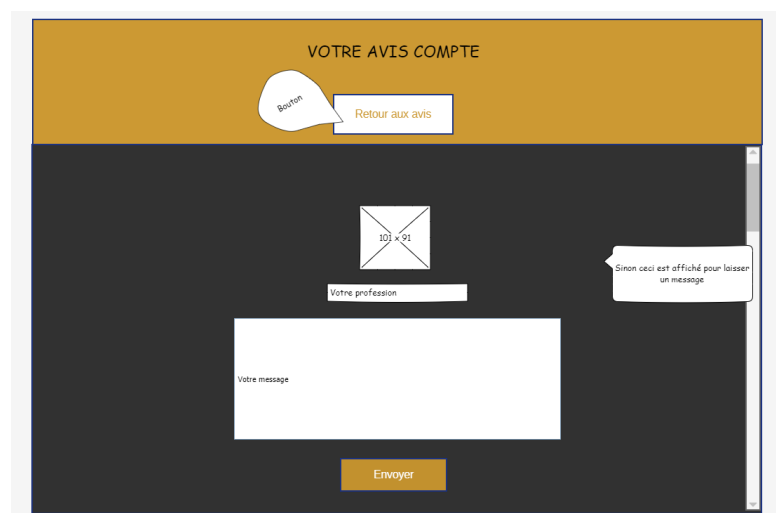 VOTRE AVIS COMPTE
Bouton
Retour aux avis
101 x 91
Sinon ceci est affiché pour laisser
un message
Votre profession
Votre message
Envoyer